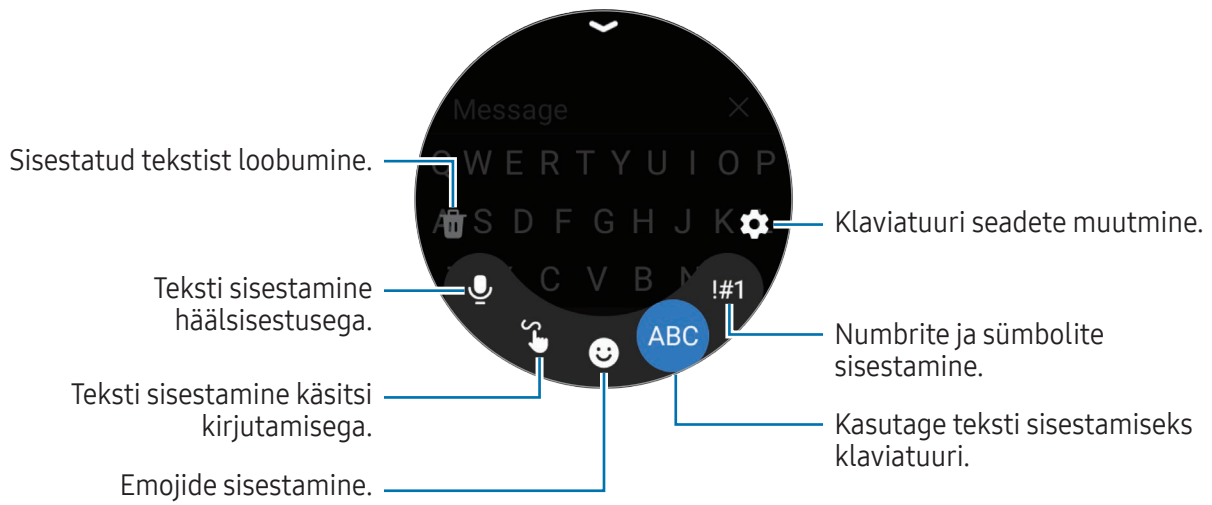 Message
Q W E R T Y U I O P
A S D F G H J K L
C V B N
!#1
ABC
Sisestatud tekstist loobumine.
Teksti sisestamine
häälsisestusega.
Teksti sisestamine käsitsi
kirjutamisega.
Emojide sisestamine.
Klaviatuuri seadete muutmine.
Numbrite ja sümbolite
sisestamine.
Kasutage teksti sisestamiseks
klaviatuuri.